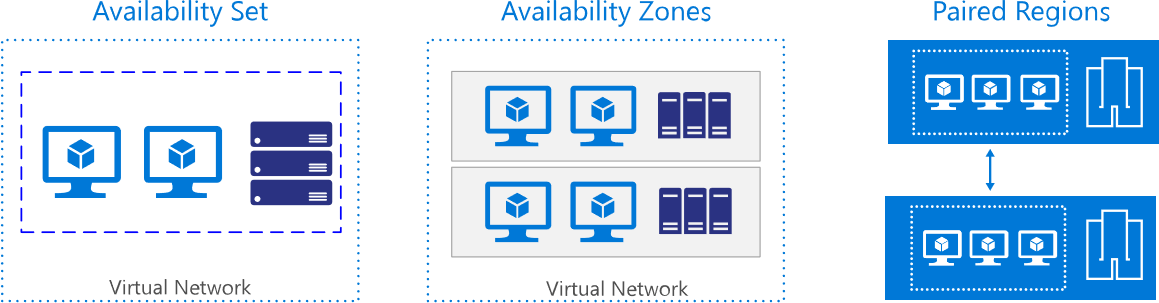 Availability Set
Availability Zones
Paired Regions
Virtual Network
Virtual Network